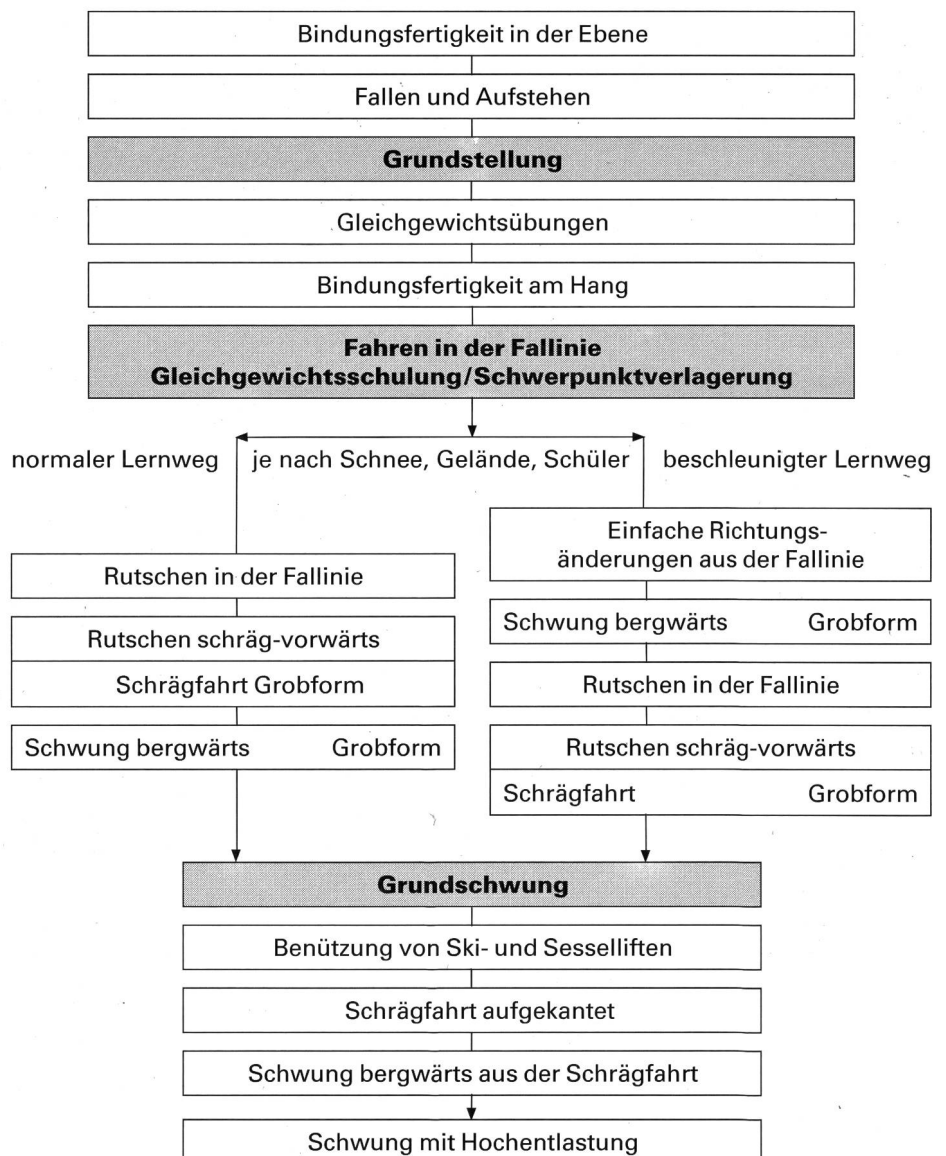 Bindungsfertigkeit in der Ebene
Fallen und Aufstehen
Grundstellung
Gleichgewichtsübungen
Bindungsfertigkeit am Hang
Fahren in der Fallinie
Gleichgewichtsschulung/Schwerpunktverlagerung
normaler Lernweg
je nach Schnee, Gelände, Schüler
beschleunigter Lernweg
Rutschen in der Fallinie
Rutschen schräg-vorwärts
Schrägfahrt Grobform
Schwung bergwärts Grobform
Einfache Richtungs-
änderungen aus der Fallinie
Schwung bergwärts Grobform
Rutschen in der Fallinie
Rutschen schräg-vorwärts
Schrägfahrt Grobform
Grundschwung
Benützung von Ski- und Sesselliften
Schrägfahrt aufgekantet
Schwung bergwärts aus der Schrägfahrt
Schwung mit Hochentlastung